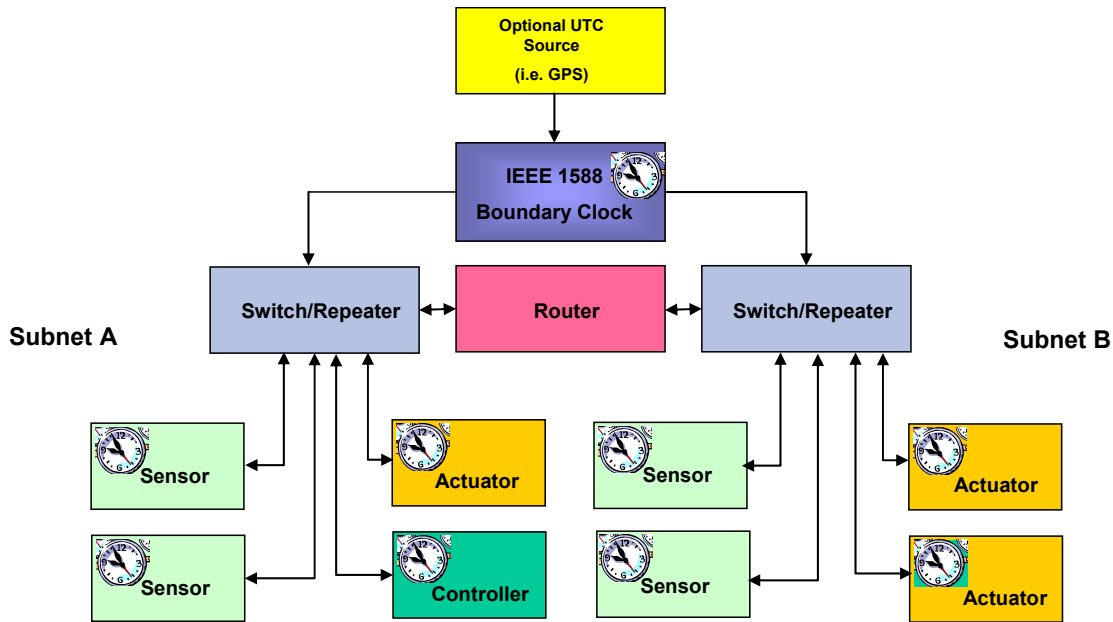 Optional UTC
Source
(i.e. GPS)
IEEE 1588
Boundary Clock
Switch/Repeater
Router
Switch/Repeater
Subnet A
Subnet B
Sensor
Actuator
Sensor
Actuator
Sensor
Controller
Sensor
Actuator